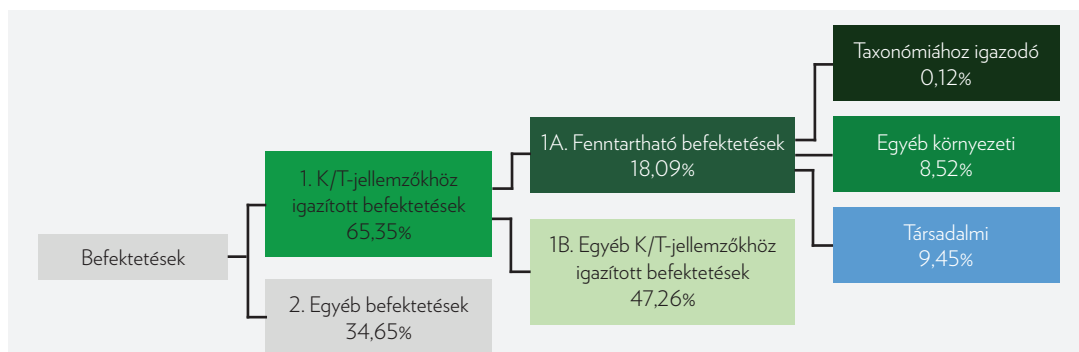 Befektetések
1. K/T-jellemzőkhöz
igazított befektetések
65,35%
2. Egyéb befektetések
34,65%
1A. Fenntartható befektetések
18,09%
1B. Egyéb K/T-jellemzőkhöz
igazított befektetések
47,26%
Taxonómiához igazodó
0,12%
Egyéb környezeti
8,52%
Társadalmi
9,45%